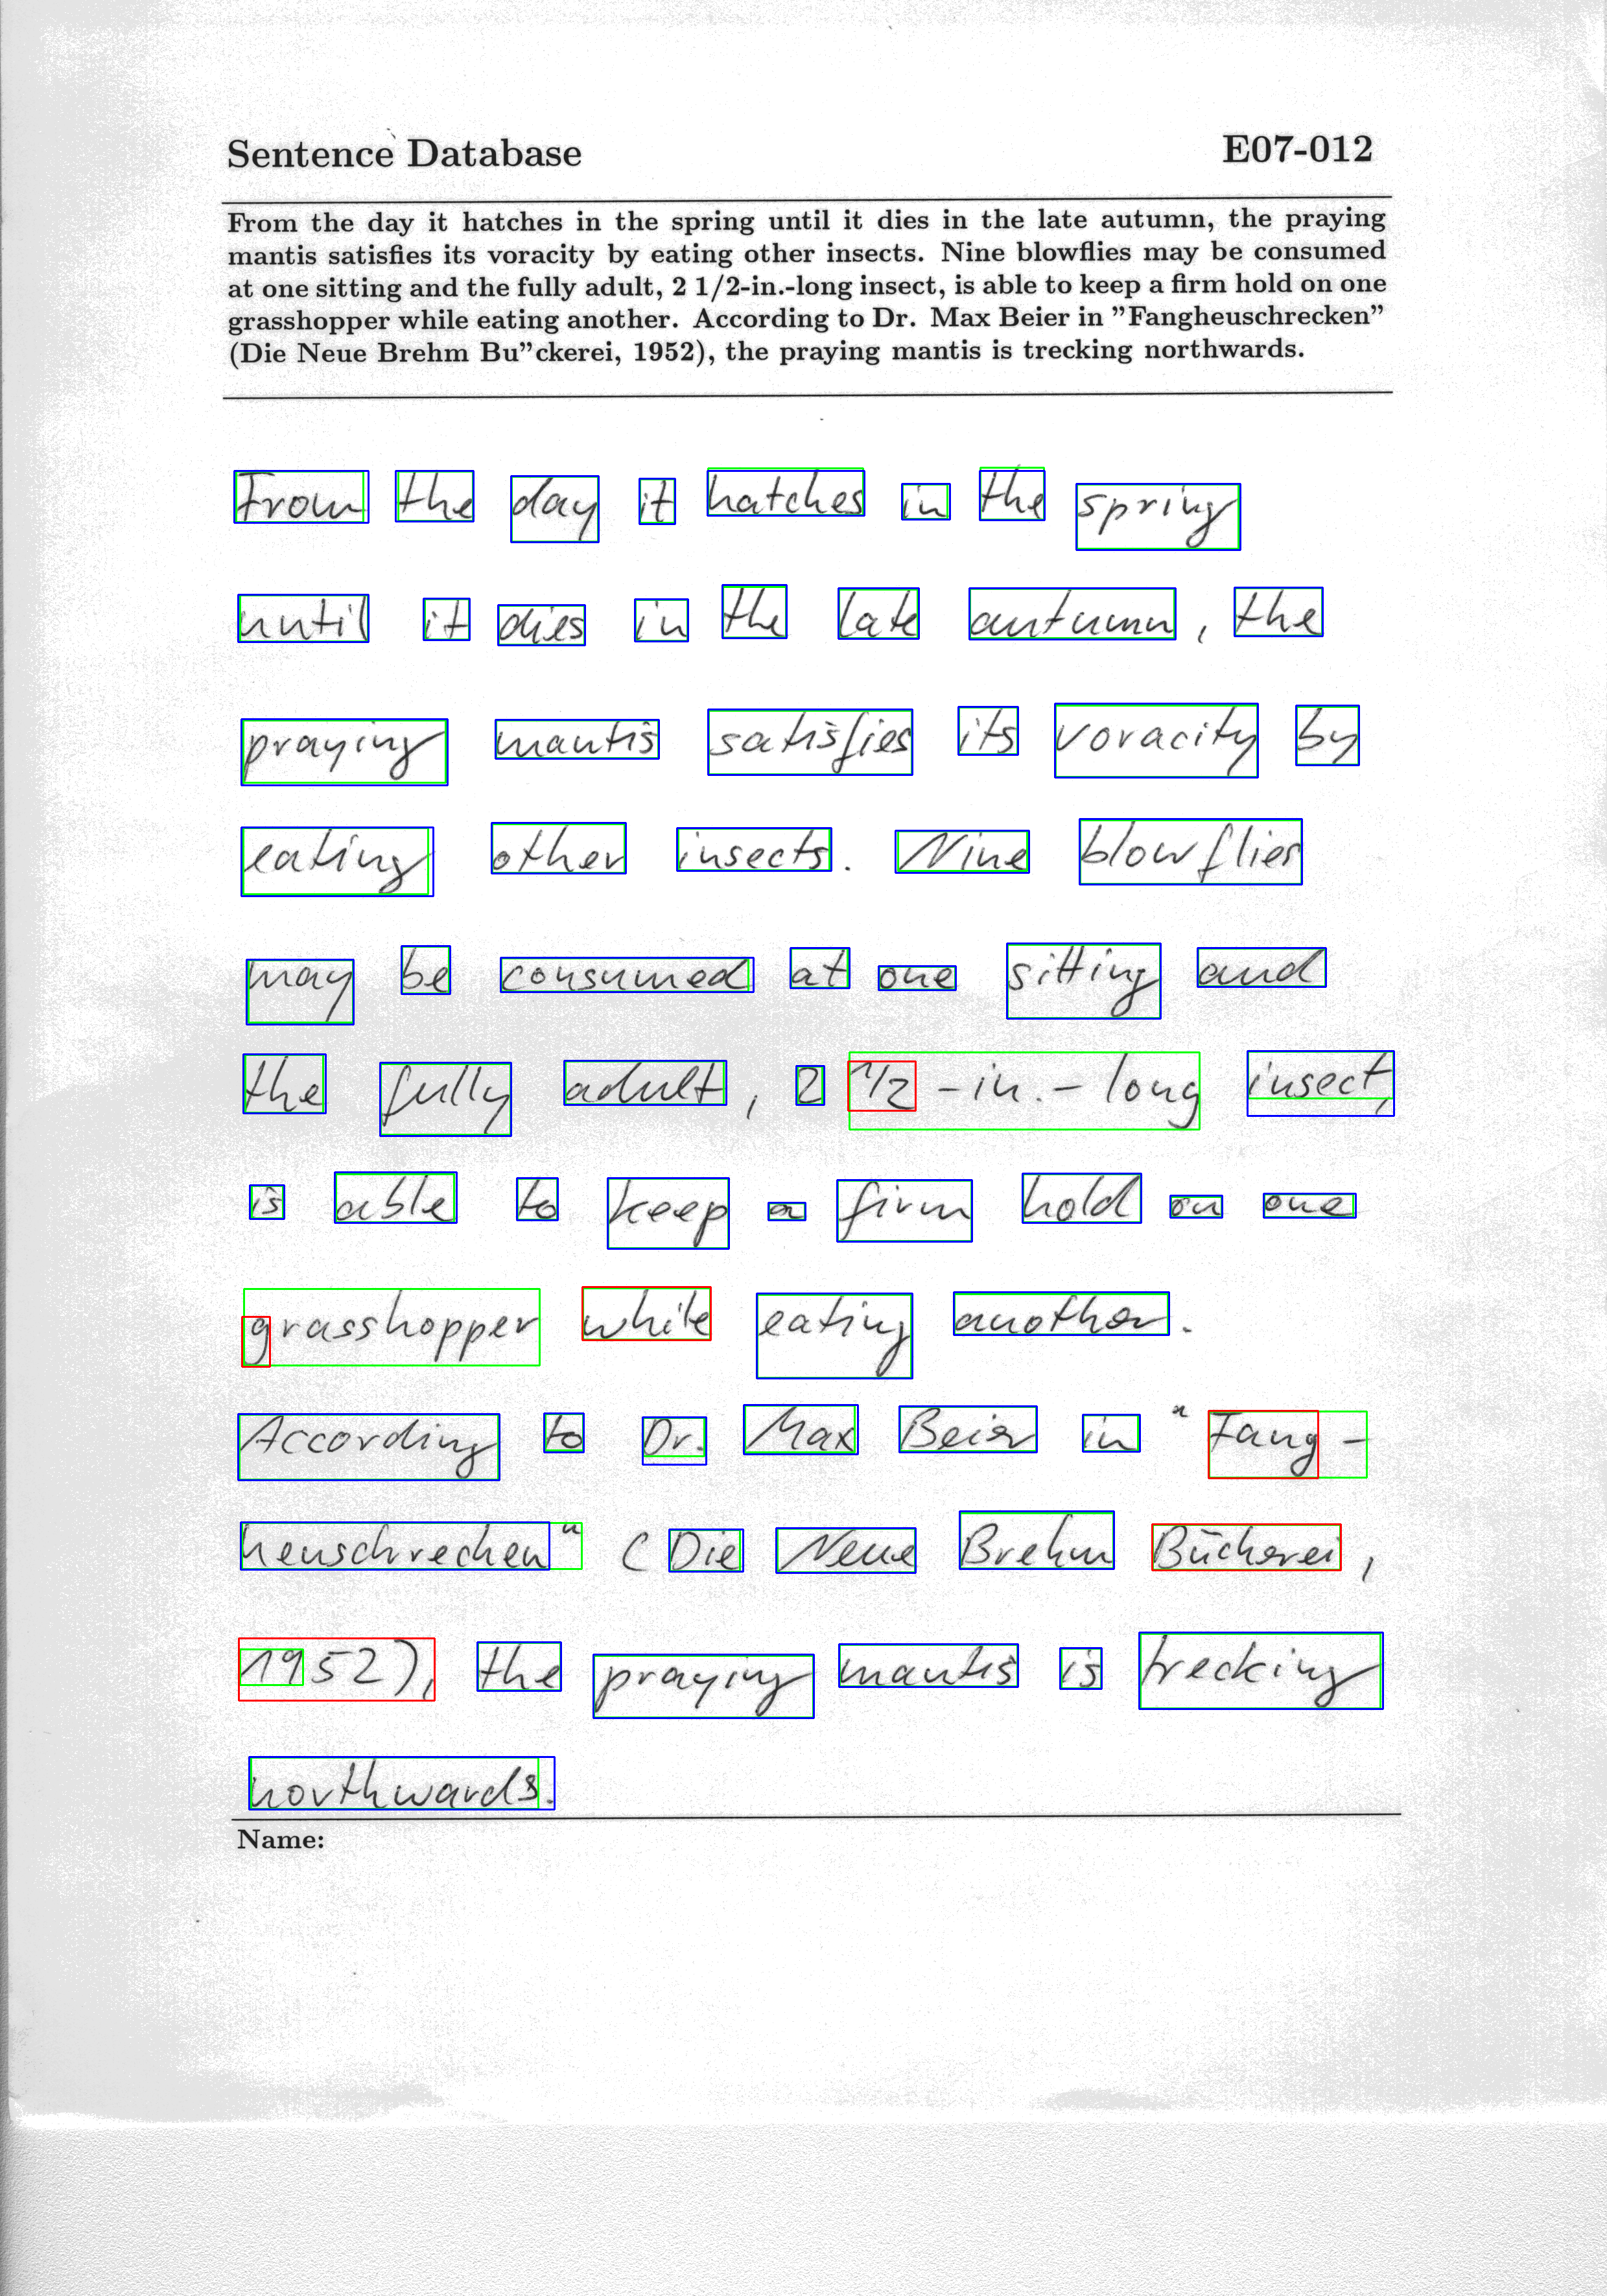 Sentence Database E07-012
From the day it hatches in the spring until it dies in the late autumn, the praying
mantis satisfies its voracity by eating other insects. Nine blowflies may be consumed
at one sitting and the fully adult, 2 1/2-in.-long insect, is able to keep a firm hold on one
grasshopper while eating another. According to Dr. Max Beier in ”Fangheuschrecken”
(Die Neue Brehm Bu”ckerei, 1952), the praying mantis is trecking northwards.
From the day it hatches in the spring
until it dies in the late autumn, the
praying mantis satisfies its voracity by
eating other insects. Nine blowflies
may be consumed at one sitting and
the fully adult, 2 1/2-in.-long insect,
is able to keep a firm hold on one
grasshopper while eating another.
According to Dr. Max Beier in "Fang-
heuschrecken" (Die Neue Brehm Bücherei,
1952), the praying mantis is trecking
northwards.
Name: